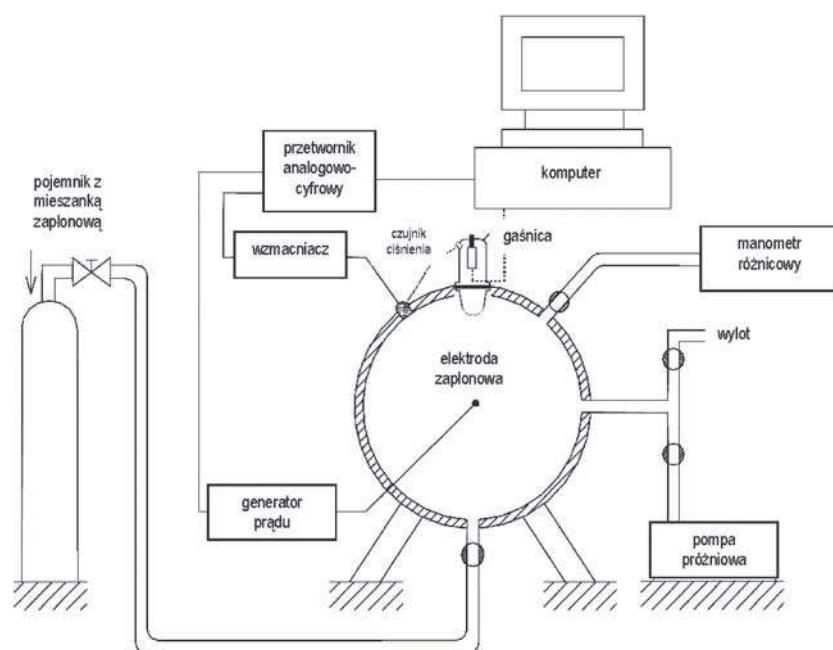 przetwornik
analogowo-
cyfrowy
komputer
pojemnik z
mieszanką
zapłonową
wzmacniacz
czujnik
ciśnienia
gaśnica
manometr
różnicowy
wylot
elektroda
zapłonowa
generator
prądu
pompa
próżniowa